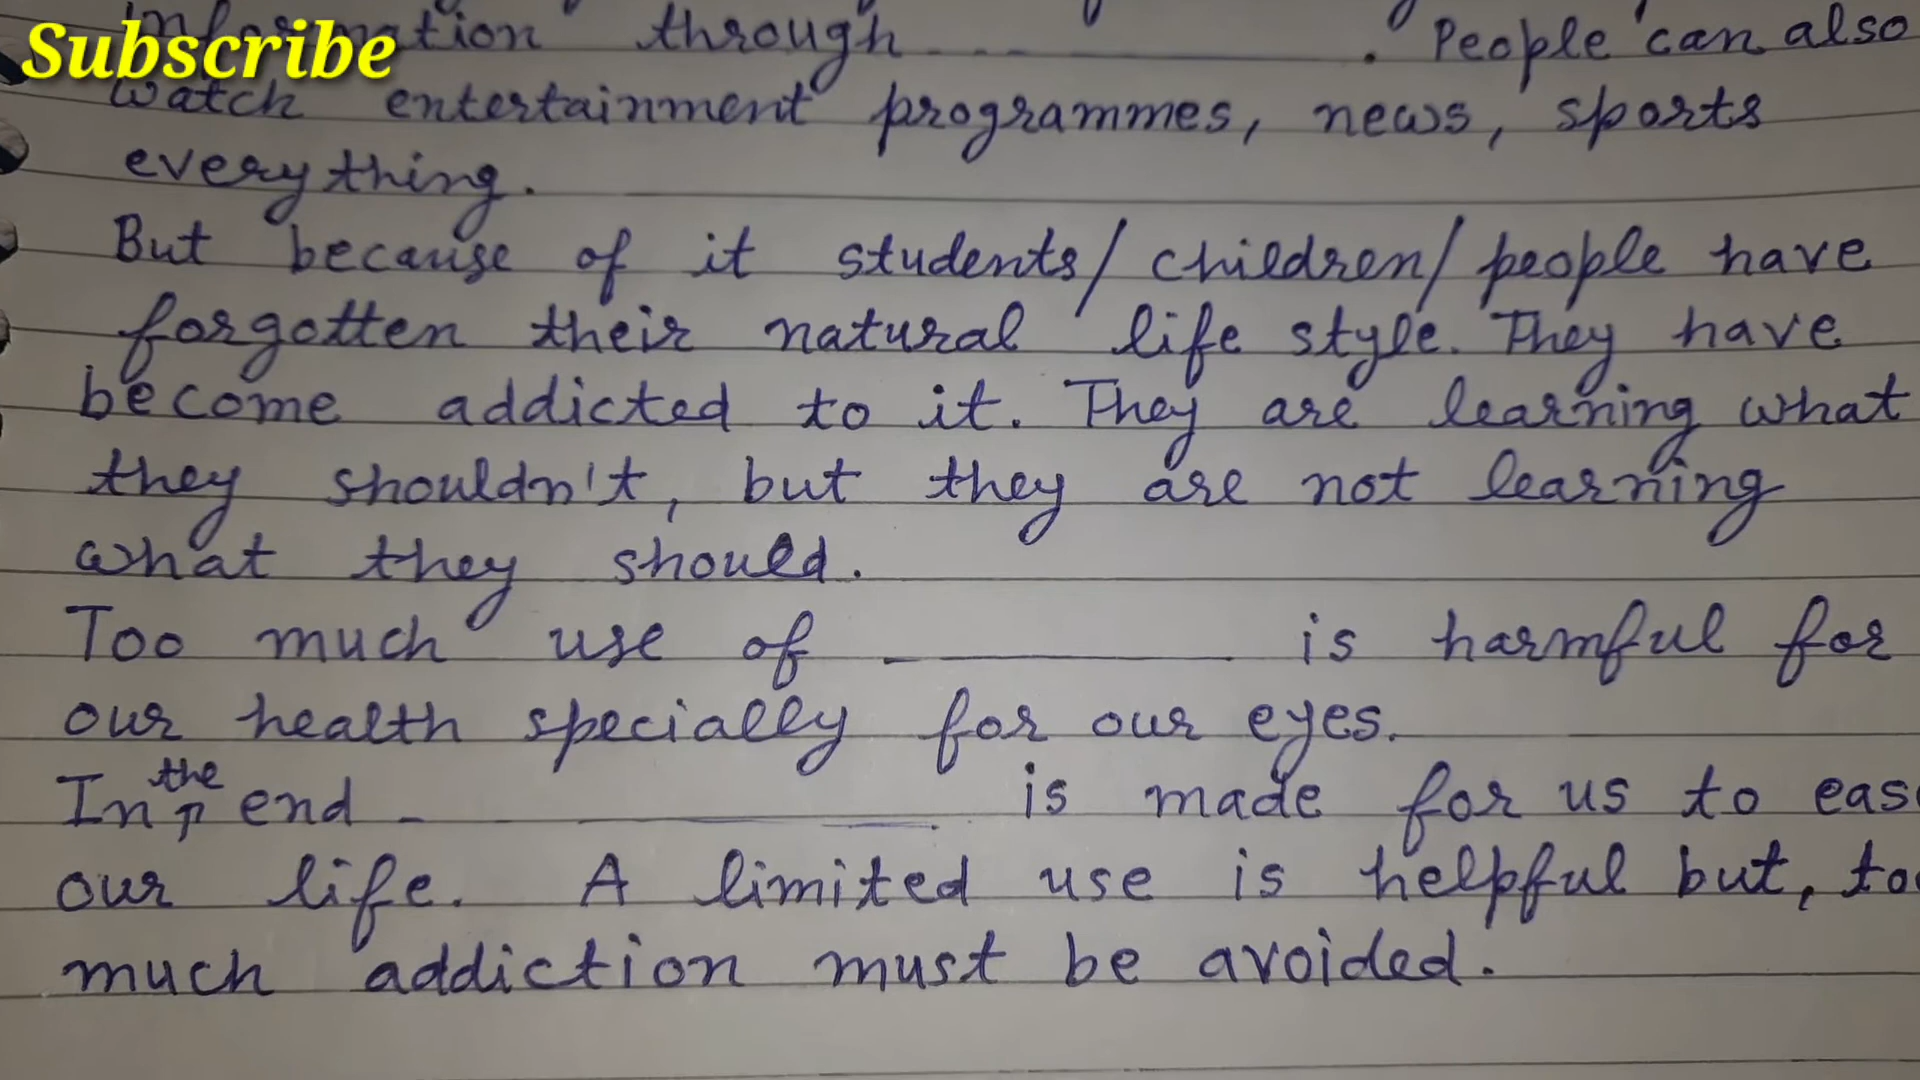 Subscribe
information through ______. People can also
watch entertainment programmes, news, sports
everything.
But because of it students/children/people have
forgotten their natural life style. They have
become addicted to it. They are learning what
they shouldn't, but they are not learning
what they should.
Too much use of ______ is harmful for
our health specially for our eyes.
In the end ______ is made for us to eas
our life. A limited use is helpful but, to
much addiction must be avoided.